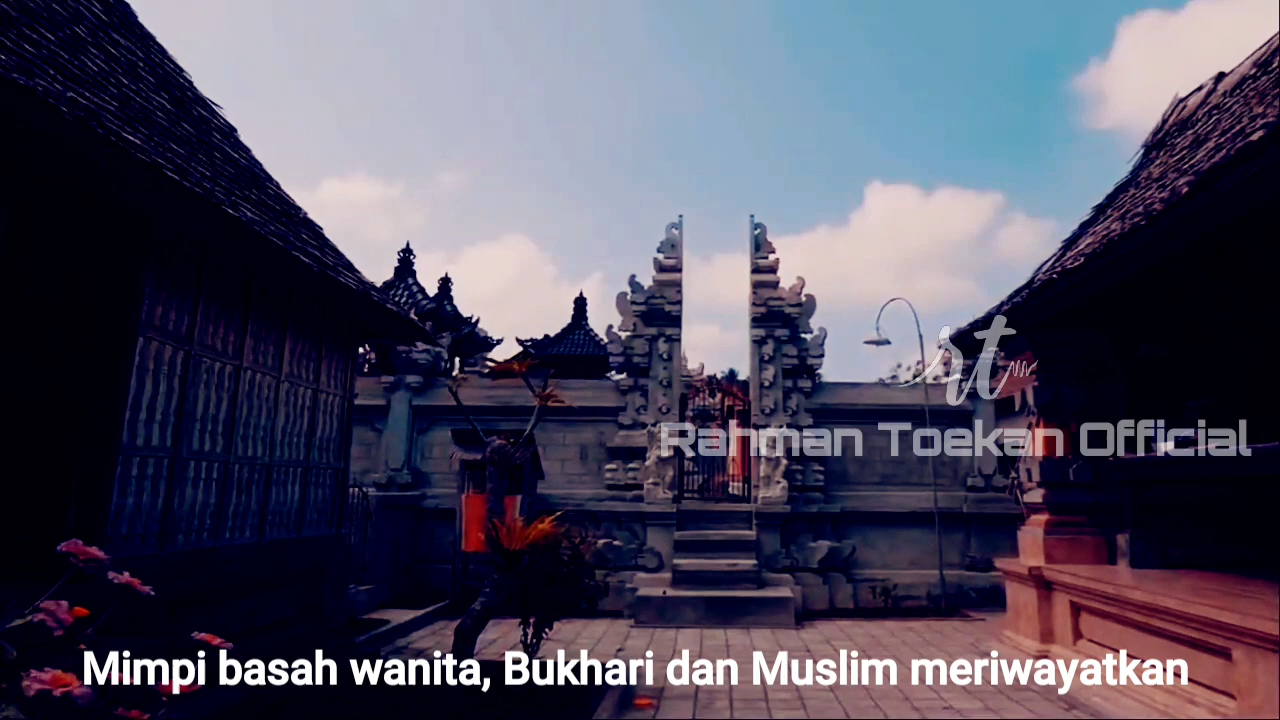 rt
Rahman Toekan Official
Mimpi basah wanita, Bukhari dan Muslim meriwayatkan